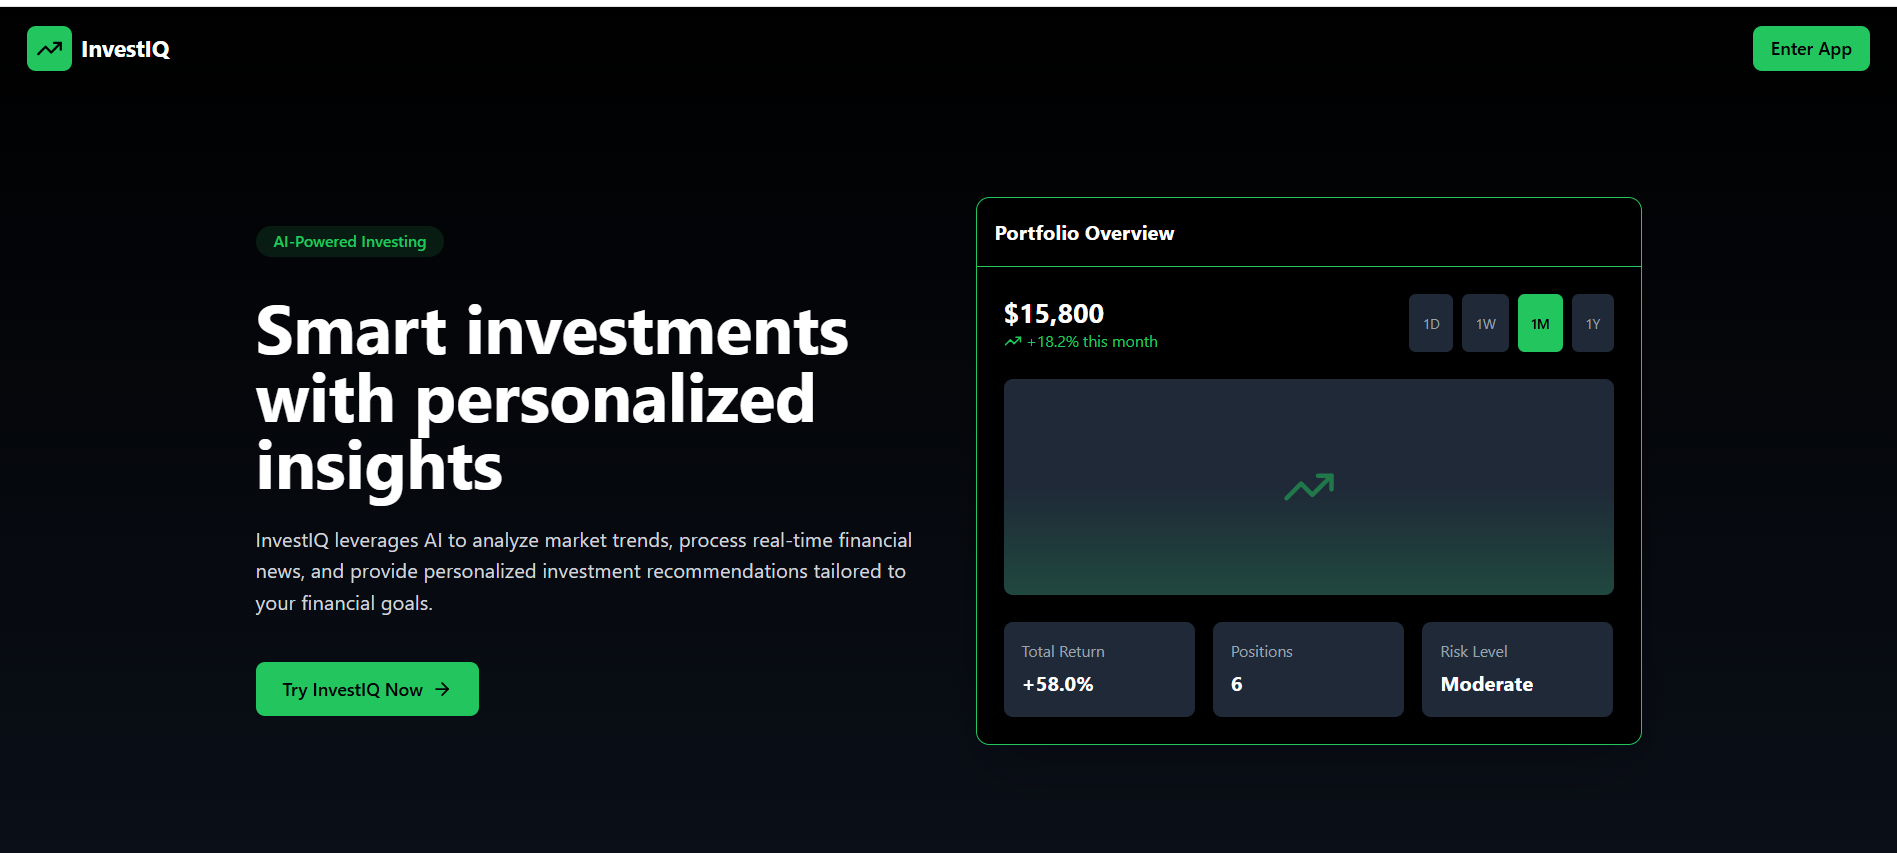 InvestIQ
Enter App
AI-Powered Investing
Smart investments
with personalized
insights
InvestIQ leverages AI to analyze market trends, process real-time financial
news, and provide personalized investment recommendations tailored to
your financial goals.
Try InvestIQ Now
Portfolio Overview
$15,800
+18.2% this month
1D 1W 1M 1Y
Total Return
+58.0%
Positions
6
Risk Level
Moderate